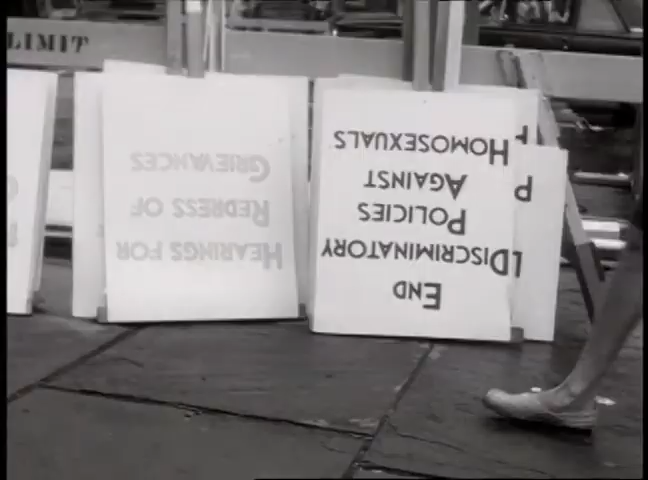 LIMIT
HEARINGS FOR
REDRESS OF
GRIEVANCES
END
DISCRIMINATORY
POLICIES
AGAINST
HOMOSEXUALS